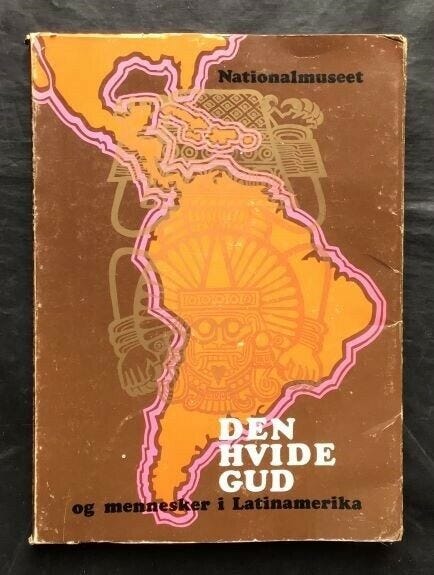 Nationalmuseet
DEN
HVIDE
GUD
og mennesker i Latinamerika